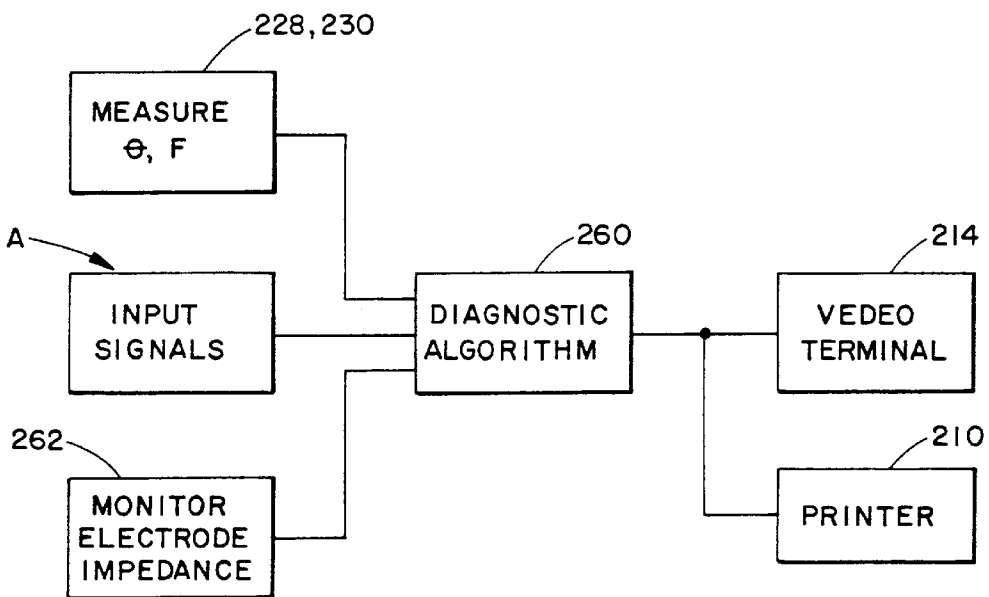 228, 230
MEASURE
Θ, F
A
INPUT
SIGNALS
260
DIAGNOSTIC
ALGORITHM
214
VEDEO
TERMINAL
262
MONITOR
ELECTRODE
IMPEDANCE
210
PRINTER